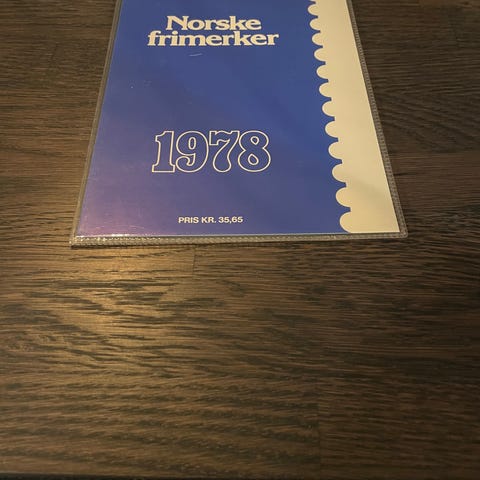 Norske
frimerker
1978
PRIS KR. 35,65